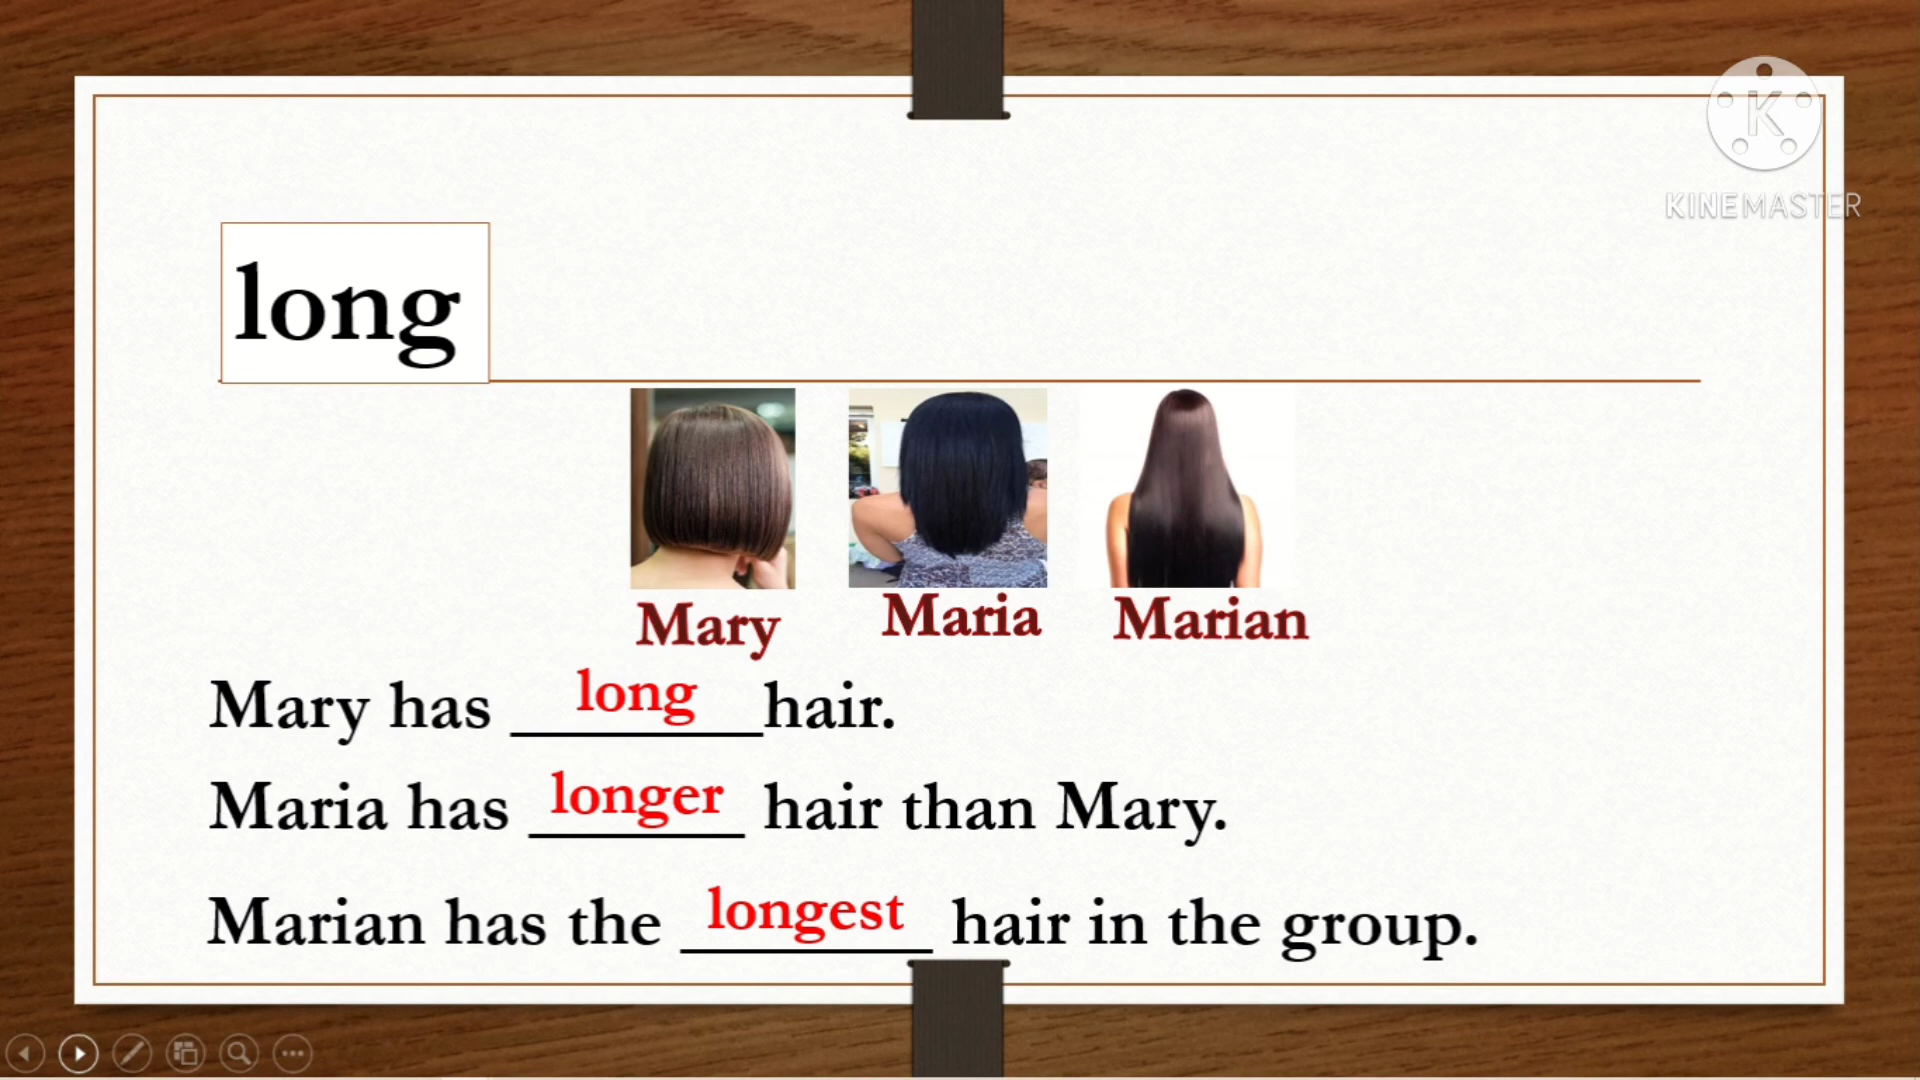 K
KINEMASTER
long
Mary Maria Marian
Mary has long hair.
Maria has longer hair than Mary.
Marian has the longest hair in the group.